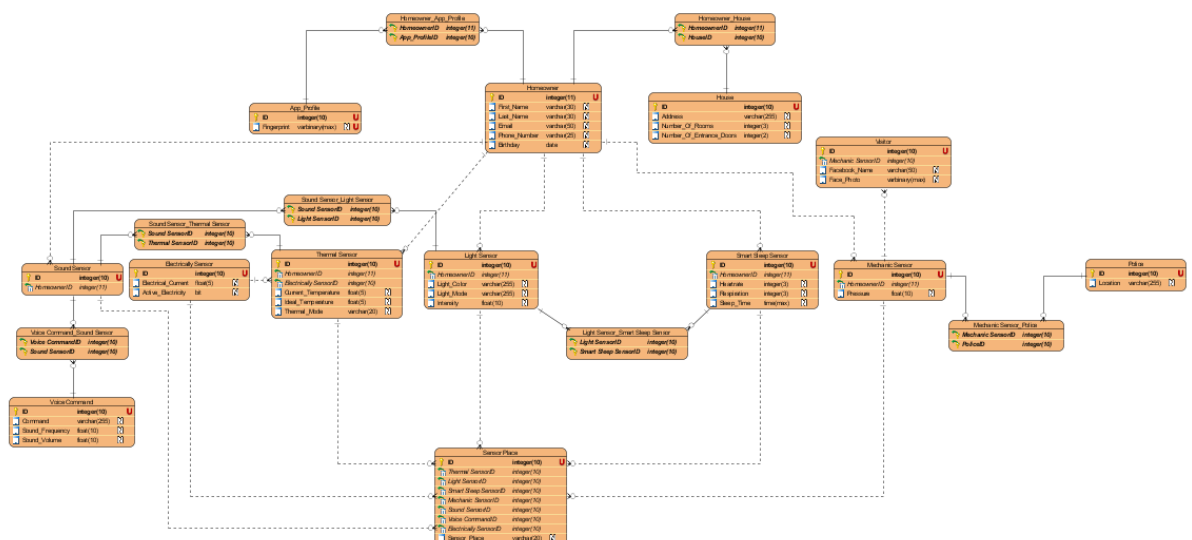 Homeowner_App_Profile
HomeownerID integer(11)
App_ProfileID integer(10)
Homeowner_House
HomeownerID integer(11)
HouseID integer(10)
Homeowner
ID integer(11) U
First_Name varchar(30) N
Last_Name varchar(30) N
Email varchar(50) N
Phone_Number varchar(25) N
Birthday date N
App_Profile
ID integer(10) U
Fingerprint varbinary(max) N U
House
ID integer(10) U
Address varchar(255) N
Number_Of_Rooms integer(3) N
Number_Of_Entrance_Doors integer(2) N
Visitor
ID integer(10) U
Mechanic SensorID integer(10)
Facebook_Name varchar(50) N
Face_Photo varbinary(max) N
Sound Sensor_Light Sensor
Sound SensorID integer(10)
Light SensorID integer(10)
Sound Sensor_Thermal Sensor
Sound SensorID integer(10)
Thermal SensorID integer(10)
Sound Sensor
ID integer(10) U
HomeownerID integer(11)
Electrically Sensor
ID integer(10) U
Electrical_Current float(5) N
Active_Electricity bit N
Thermal Sensor
ID integer(10) U
HomeownerID integer(11)
Electrically SensorID integer(10)
Current_Temperature float(5) N
Ideal_Temperature float(5) N
Thermal_Mode varchar(20) N
Light Sensor
ID integer(10) U
HomeownerID integer(11)
Light_Color varchar(255) N
Light_Mode varchar(255) N
Intensity float(10) N
Smart Sleep Sensor
ID integer(10) U
HomeownerID integer(11)
Heatrate integer(3) N
Respiration integer(3) N
Sleep_Time time(max) N
Mechanic Sensor
ID integer(10) U
HomeownerID integer(11)
Pressure float(10) N
Police
ID integer(10) U
Location varchar(255) N
Voice Command_Sound Sensor
Voice CommandID integer(10)
Sound SensorID integer(10)
Light Sensor_Smart Sleep Sensor
Light SensorID integer(10)
Smart Sleep SensorID integer(10)
Mechanic Sensor_Police
Mechanic SensorID integer(10)
PoliceID integer(10)
Voice Command
ID integer(10) U
Command varchar(255) N
Sound_Frequency float(10) N
Sound_Volume float(10) N
Sensor Place
ID integer(10) U
Thermal SensorID integer(10)
Light SensorID integer(10)
Smart Sleep SensorID integer(10)
Mechanic SensorID integer(10)
Sound SensorID integer(10)
Voice CommandID integer(10)
Electrically SensorID integer(10)
Sensor_Place varchar(20) N